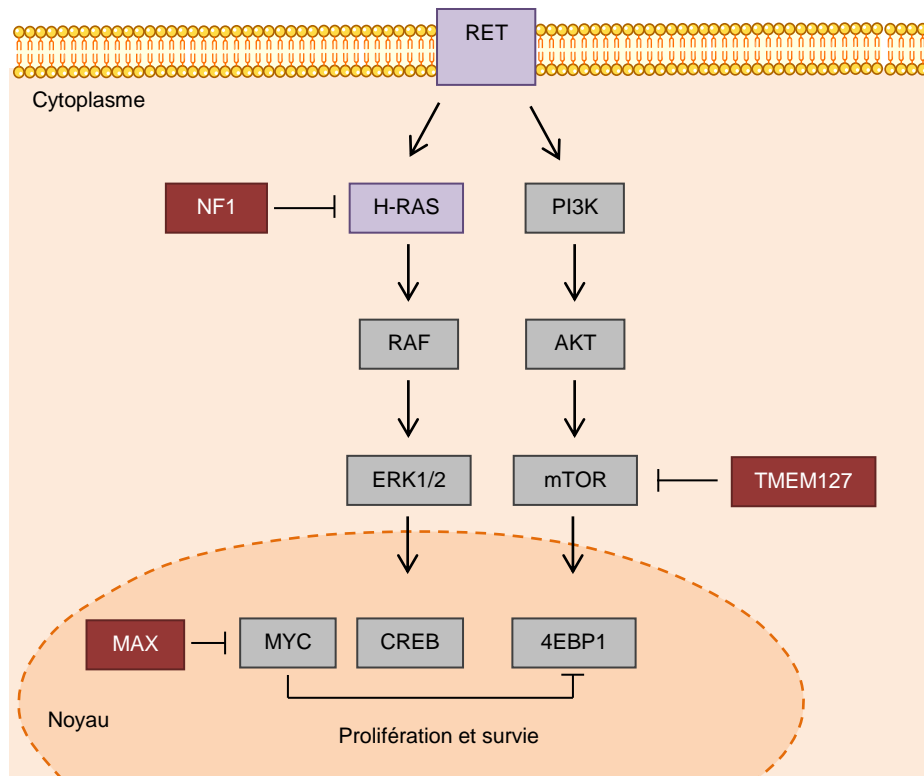 RET
Cytoplasme
NF1
H-RAS
PI3K
RAF
AKT
ERK1/2
mTOR
TMEM127
MAX
MYC
CREB
4EBP1
Noyau
Prolifération et survie